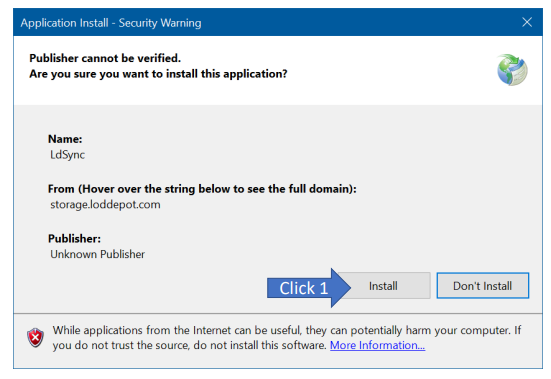 Application Install - Security Warning
Publisher cannot be verified.
Are you sure you want to install this application?
Name:
LdSync
From (Hover over the string below to see the full domain):
storage.loddepot.com
Publisher:
Unknown Publisher
Click 1
Install
Don't Install
While applications from the Internet can be useful, they can potentially harm your computer. If
you do not trust the source, do not install this software. More Information...